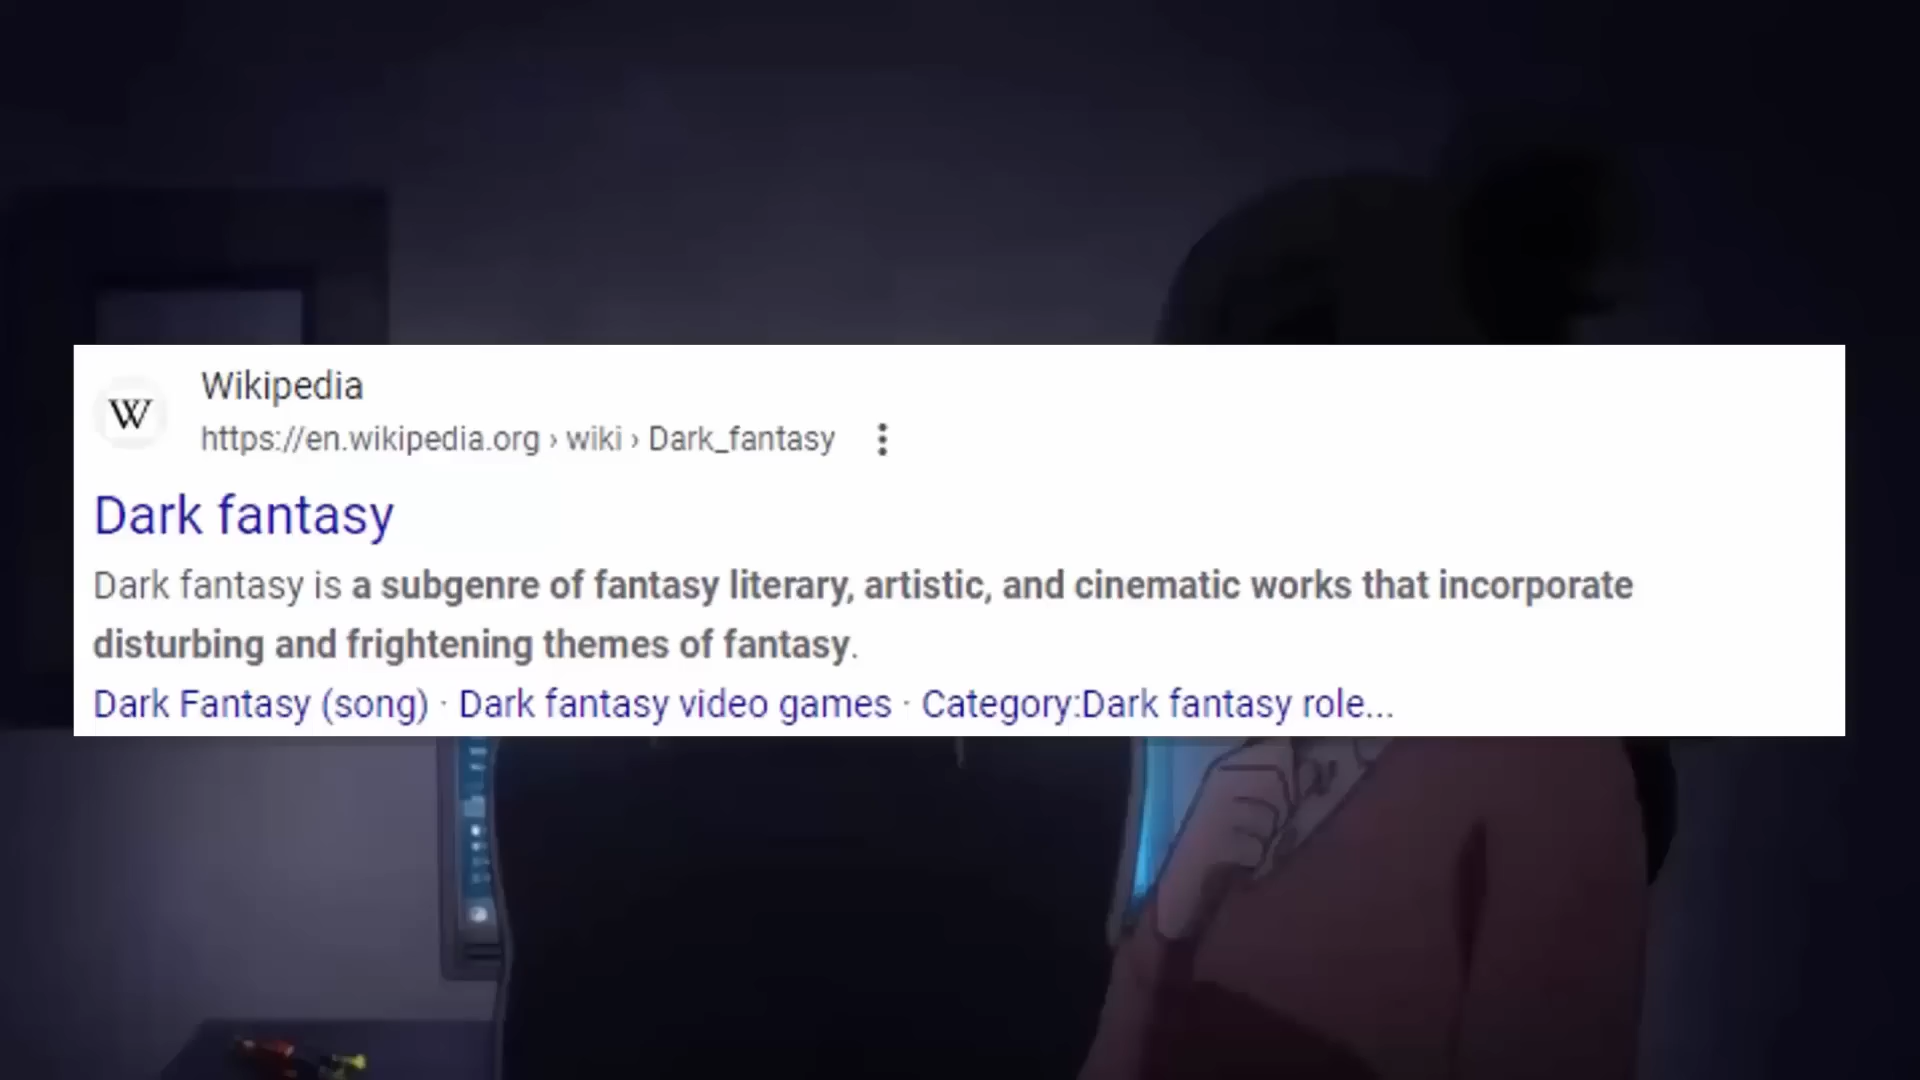 W
Wikipedia
https://en.wikipedia.org › wiki › Dark_fantasy
Dark fantasy
Dark fantasy is a subgenre of fantasy literary, artistic, and cinematic works that incorporate
disturbing and frightening themes of fantasy.
Dark Fantasy (song) · Dark fantasy video games · Category:Dark fantasy role...